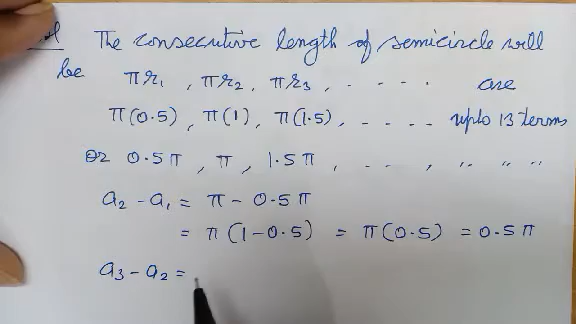 The consecutive length of semicircle will
be πr₁, πr₂, πr₃, . - - - . are
π(0.5), π(1), π(1.5), . . . - . upto 13 terms
or 0.5π, π, 1.5π, . . . , " " "
a₂ - a₁ = π - 0.5π
= π(1-0.5) = π(0.5) = 0.5π
a₃ - a₂ =